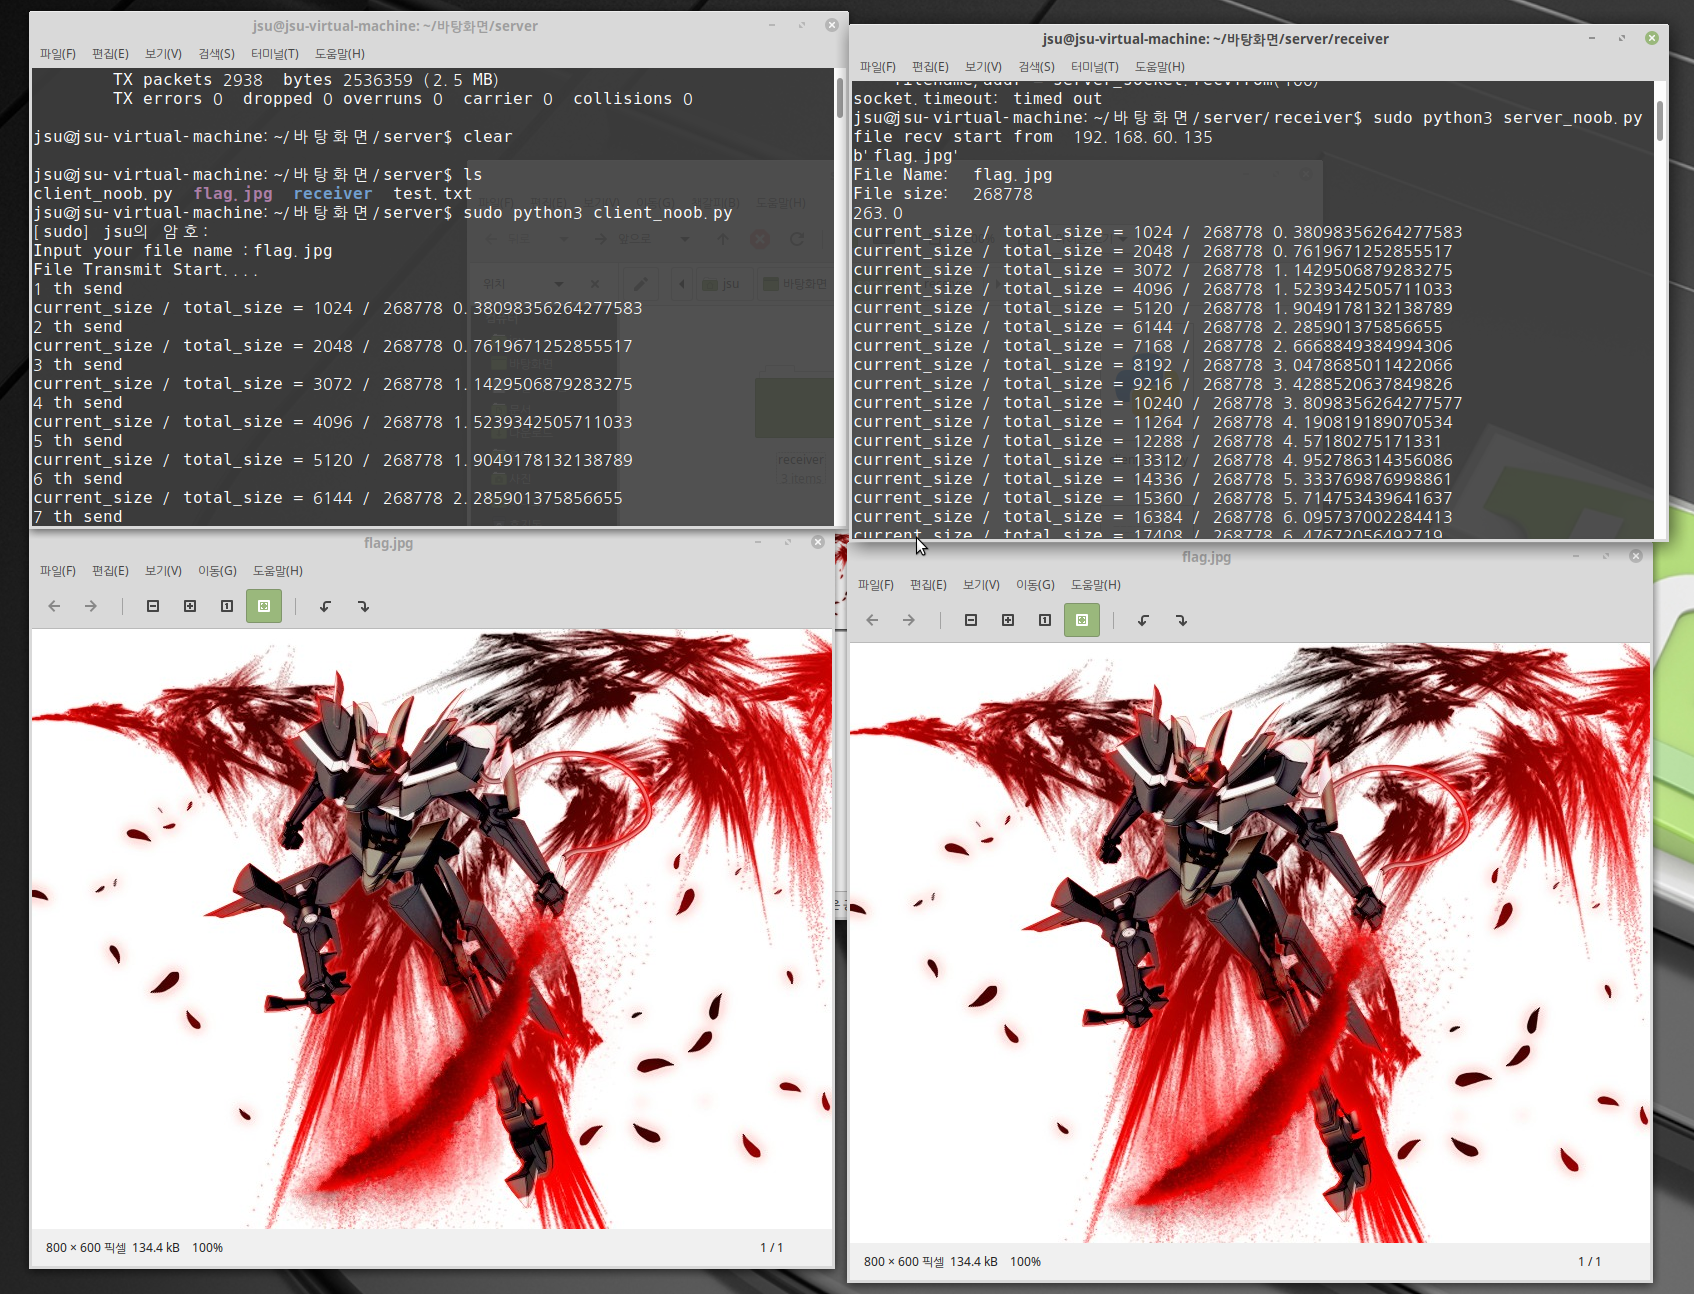 jsu@jsu-virtual-machine: ~/바탕화면/server
파일(F) 편집(E) 보기(V) 검색(S) 터미널(T) 도움말(H)
TX packets 2938  bytes 2536359 (2.5 MB)
TX errors 0  dropped 0 overruns 0  carrier 0  collisions 0
jsu@jsu-virtual-machine:~/바탕화면/server$ clear
jsu@jsu-virtual-machine:~/바탕화면/server$ ls
client_noob.py  flag.jpg  receiver  test.txt
jsu@jsu-virtual-machine:~/바탕화면/server$ sudo python3 client_noob.py
[sudo] jsu의 암호:
Input your file name :flag.jpg
File Transmit Start....
1 th send
current_size / total_size = 1024 / 268778 0.38098356264277583
2 th send
current_size / total_size = 2048 / 268778 0.7619671252855517
3 th send
current_size / total_size = 3072 / 268778 1.1429506879283275
4 th send
current_size / total_size = 4096 / 268778 1.5239342505711033
5 th send
current_size / total_size = 5120 / 268778 1.9049178132138789
6 th send
current_size / total_size = 6144 / 268778 2.285901375856655
7 th send
jsu@jsu-virtual-machine: ~/바탕화면/server/receiver
파일(F) 편집(E) 보기(V) 검색(S) 터미널(T) 도움말(H)
socket.timeout: timed out
jsu@jsu-virtual-machine:~/바탕화면/server/receiver$ sudo python3 server_noob.py
file recv start from  192.168.60.135
b'flag.jpg'
File Name:  flag.jpg
File size:  268778
263.0
current_size / total_size = 1024 / 268778 0.38098356264277583
current_size / total_size = 2048 / 268778 0.7619671252855517
current_size / total_size = 3072 / 268778 1.1429506879283275
current_size / total_size = 4096 / 268778 1.5239342505711033
current_size / total_size = 5120 / 268778 1.9049178132138789
current_size / total_size = 6144 / 268778 2.285901375856655
current_size / total_size = 7168 / 268778 2.6668849384994306
current_size / total_size = 8192 / 268778 3.0478685011422066
current_size / total_size = 9216 / 268778 3.4288520637849826
current_size / total_size = 10240 / 268778 3.8098356264277577
current_size / total_size = 11264 / 268778 4.190819189070534
current_size / total_size = 12288 / 268778 4.57180275171331
current_size / total_size = 13312 / 268778 4.952786314356086
current_size / total_size = 14336 / 268778 5.333769876998861
current_size / total_size = 15360 / 268778 5.714753439641637
current_size / total_size = 16384 / 268778 6.095737002284413
current_size / total_size = 17408 / 268778 6.47672056492719
flag.jpg
파일(F) 편집(E) 보기(V) 이동(G) 도움말(H)
800 × 600 픽셀 134.4 kB 100%
1 / 1
flag.jpg
파일(F) 편집(E) 보기(V) 이동(G) 도움말(H)
800 × 600 픽셀 134.4 kB 100%
1 / 1